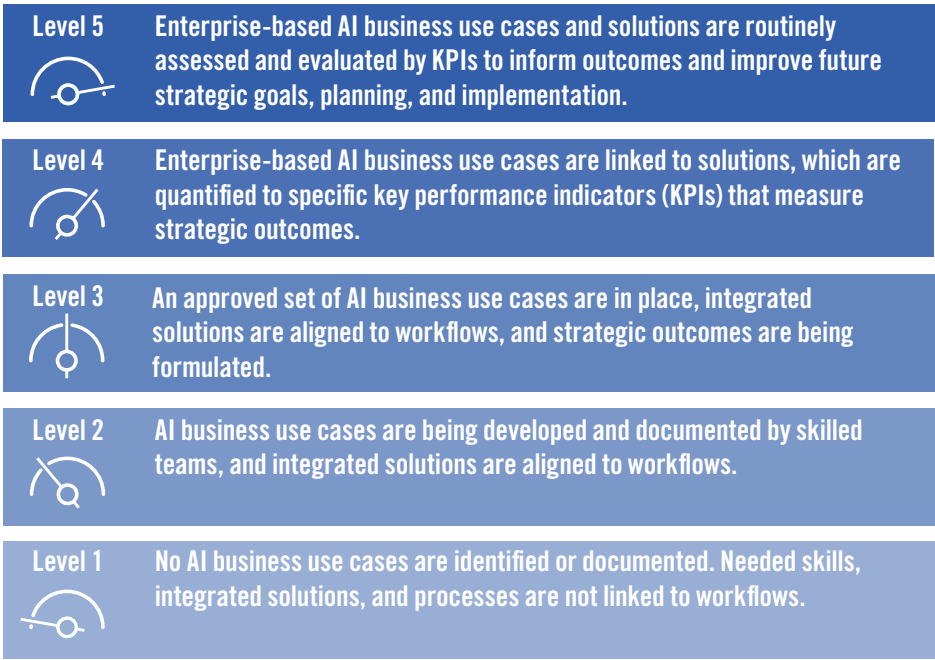 Level 5
Enterprise-based AI business use cases and solutions are routinely
assessed and evaluated by KPIs to inform outcomes and improve future
strategic goals, planning, and implementation.
Level 4
Enterprise-based AI business use cases are linked to solutions, which are
quantified to specific key performance indicators (KPIs) that measure
strategic outcomes.
Level 3
An approved set of AI business use cases are in place, integrated
solutions are aligned to workflows, and strategic outcomes are being
formulated.
Level 2
AI business use cases are being developed and documented by skilled
teams, and integrated solutions are aligned to workflows.
Level 1
No AI business use cases are identified or documented. Needed skills,
integrated solutions, and processes are not linked to workflows.